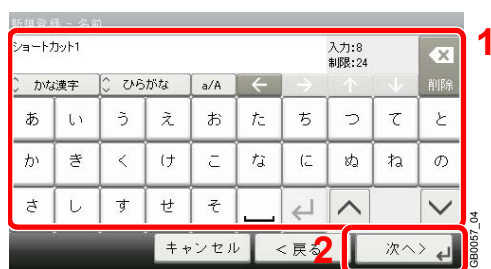 新規登録 - 名前
ショートカット1
入力:8
制限:24
1
かな漢字 ひらがな a/A ← → ↑ ↓ 削除
あ い う え お た ち つ て と
か き く け こ な に ぬ ね の
さ し す せ そ
キャンセル < 戻る 2 次へ >
GB0057_04